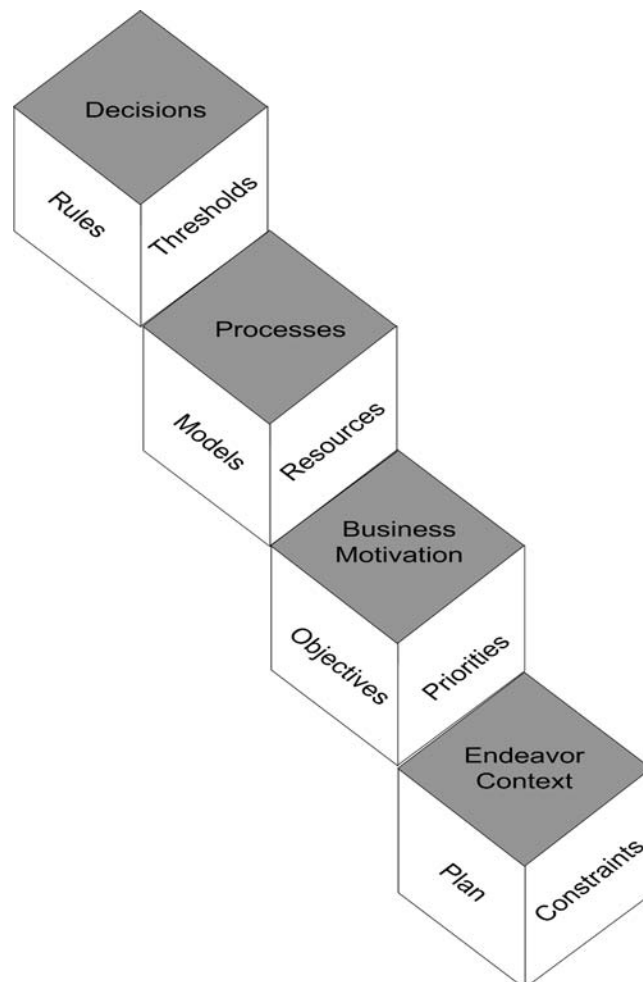 Decisions
Rules
Thresholds
Processes
Models
Resources
Business
Motivation
Objectives
Priorities
Endeavor
Context
Plan
Constraints